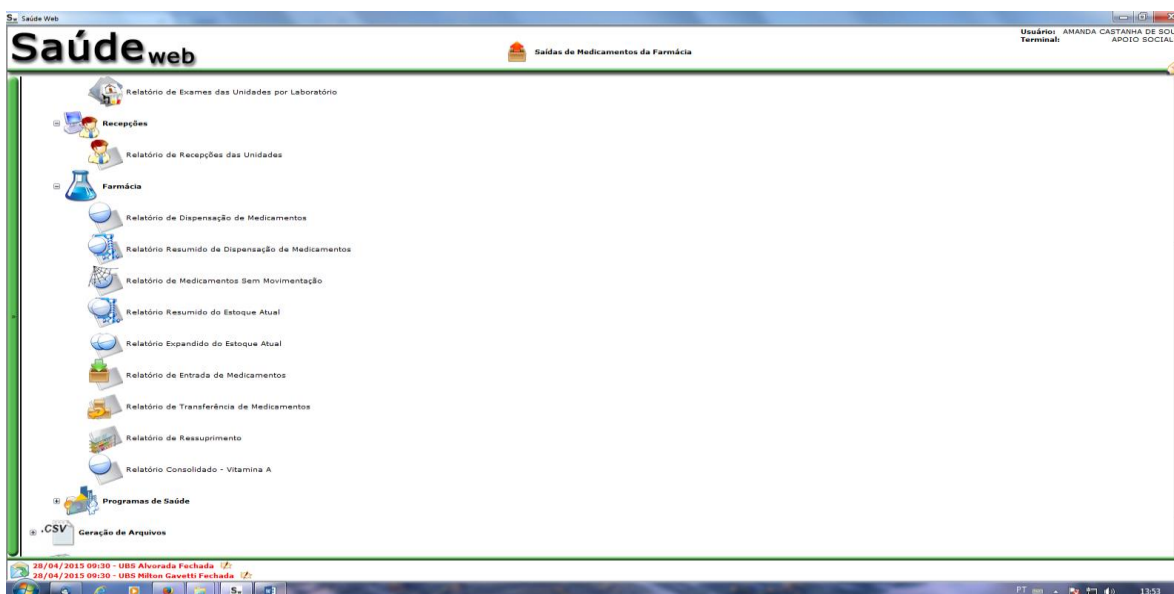 Saúde Web
Saúde web
Saídas de Medicamentos da Farmácia
Usuário: AMANDA CASTANHA DE SOU
Terminal: APOIO SOCIAL
Relatório de Exames das Unidades por Laboratório
Recepções
Relatório de Recepções das Unidades
Farmácia
Relatório de Dispensação de Medicamentos
Relatório Resumido de Dispensação de Medicamentos
Relatório de Medicamentos Sem Movimentação
Relatório Resumido do Estoque Atual
Relatório Expandido do Estoque Atual
Relatório de Entrada de Medicamentos
Relatório de Transferência de Medicamentos
Relatório de Ressuprimento
Relatório Consolidado - Vitamina A
Programas de Saúde
.CSV Geração de Arquivos
28/04/2015 09:30 - UBS Alvorada Fechada
28/04/2015 09:30 - UBS Milton Gavetti Fechada
PT 13:53